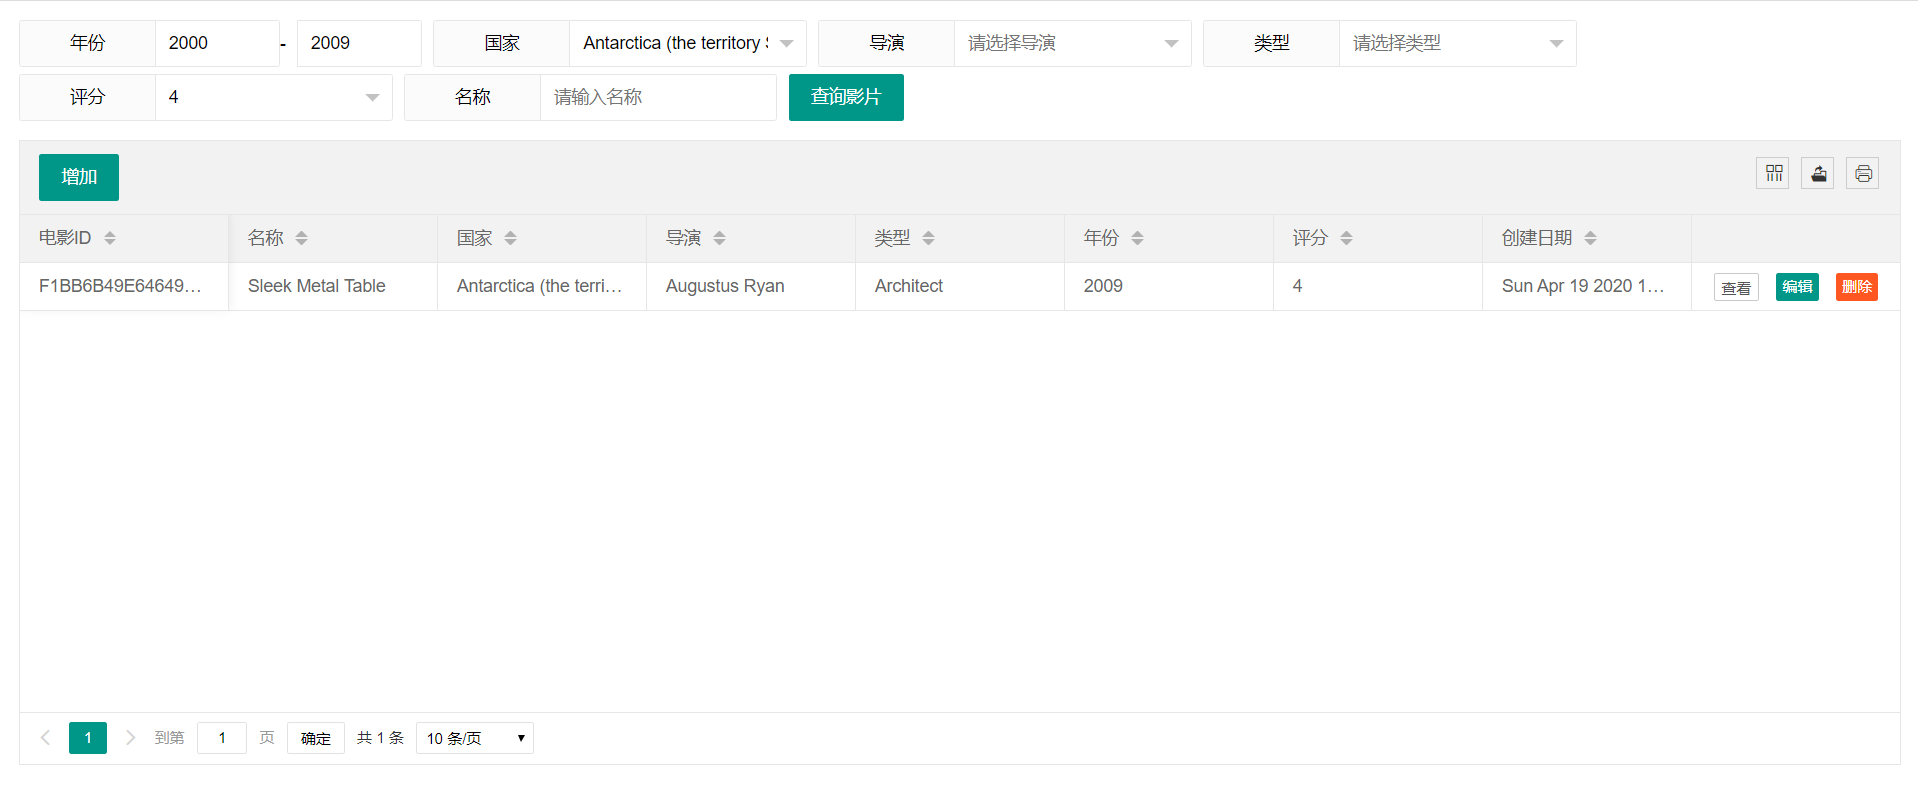 年份 2000 - 2009 国家 Antarctica (the territory S 导演 请选择导演 类型 请选择类型
评分 4 名称 请输入名称 查询影片
增加
电影ID 名称 国家 导演 类型 年份 评分 创建日期
F1BB6B49E64649… Sleek Metal Table Antarctica (the terri… Augustus Ryan Architect 2009 4 Sun Apr 19 2020 1… 查看 编辑 删除
1 到第 1 页 确定 共 1 条 10 条/页